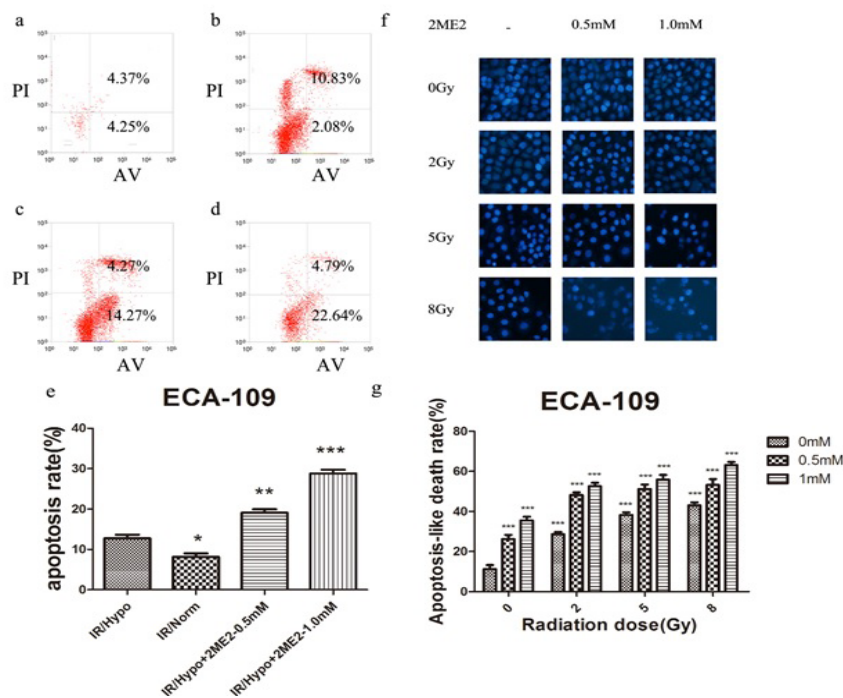 a
b
f
2ME2 - 0.5mM 1.0mM
PI
4.37%
4.25%
AV
PI
10.83%
2.08%
AV
0Gy
2Gy
5Gy
8Gy
c
d
PI
4.27%
14.27%
AV
PI
4.79%
22.64%
AV
e
ECA-109
apoptosis rate(%)
40
30
20
10
0
*
**
***
IR/Hypo
IR/Norm
IR/Hypo+2ME2-0.5mM
IR/Hypo+2ME2-1.0mM
g
ECA-109
Apoptosis-like death rate(%)
80
60
40
20
0
*** ***
*** *** ***
*** *** ***
*** *** ***
0 2 5 8
Radiation dose(Gy)
0mM
0.5mM
1mM